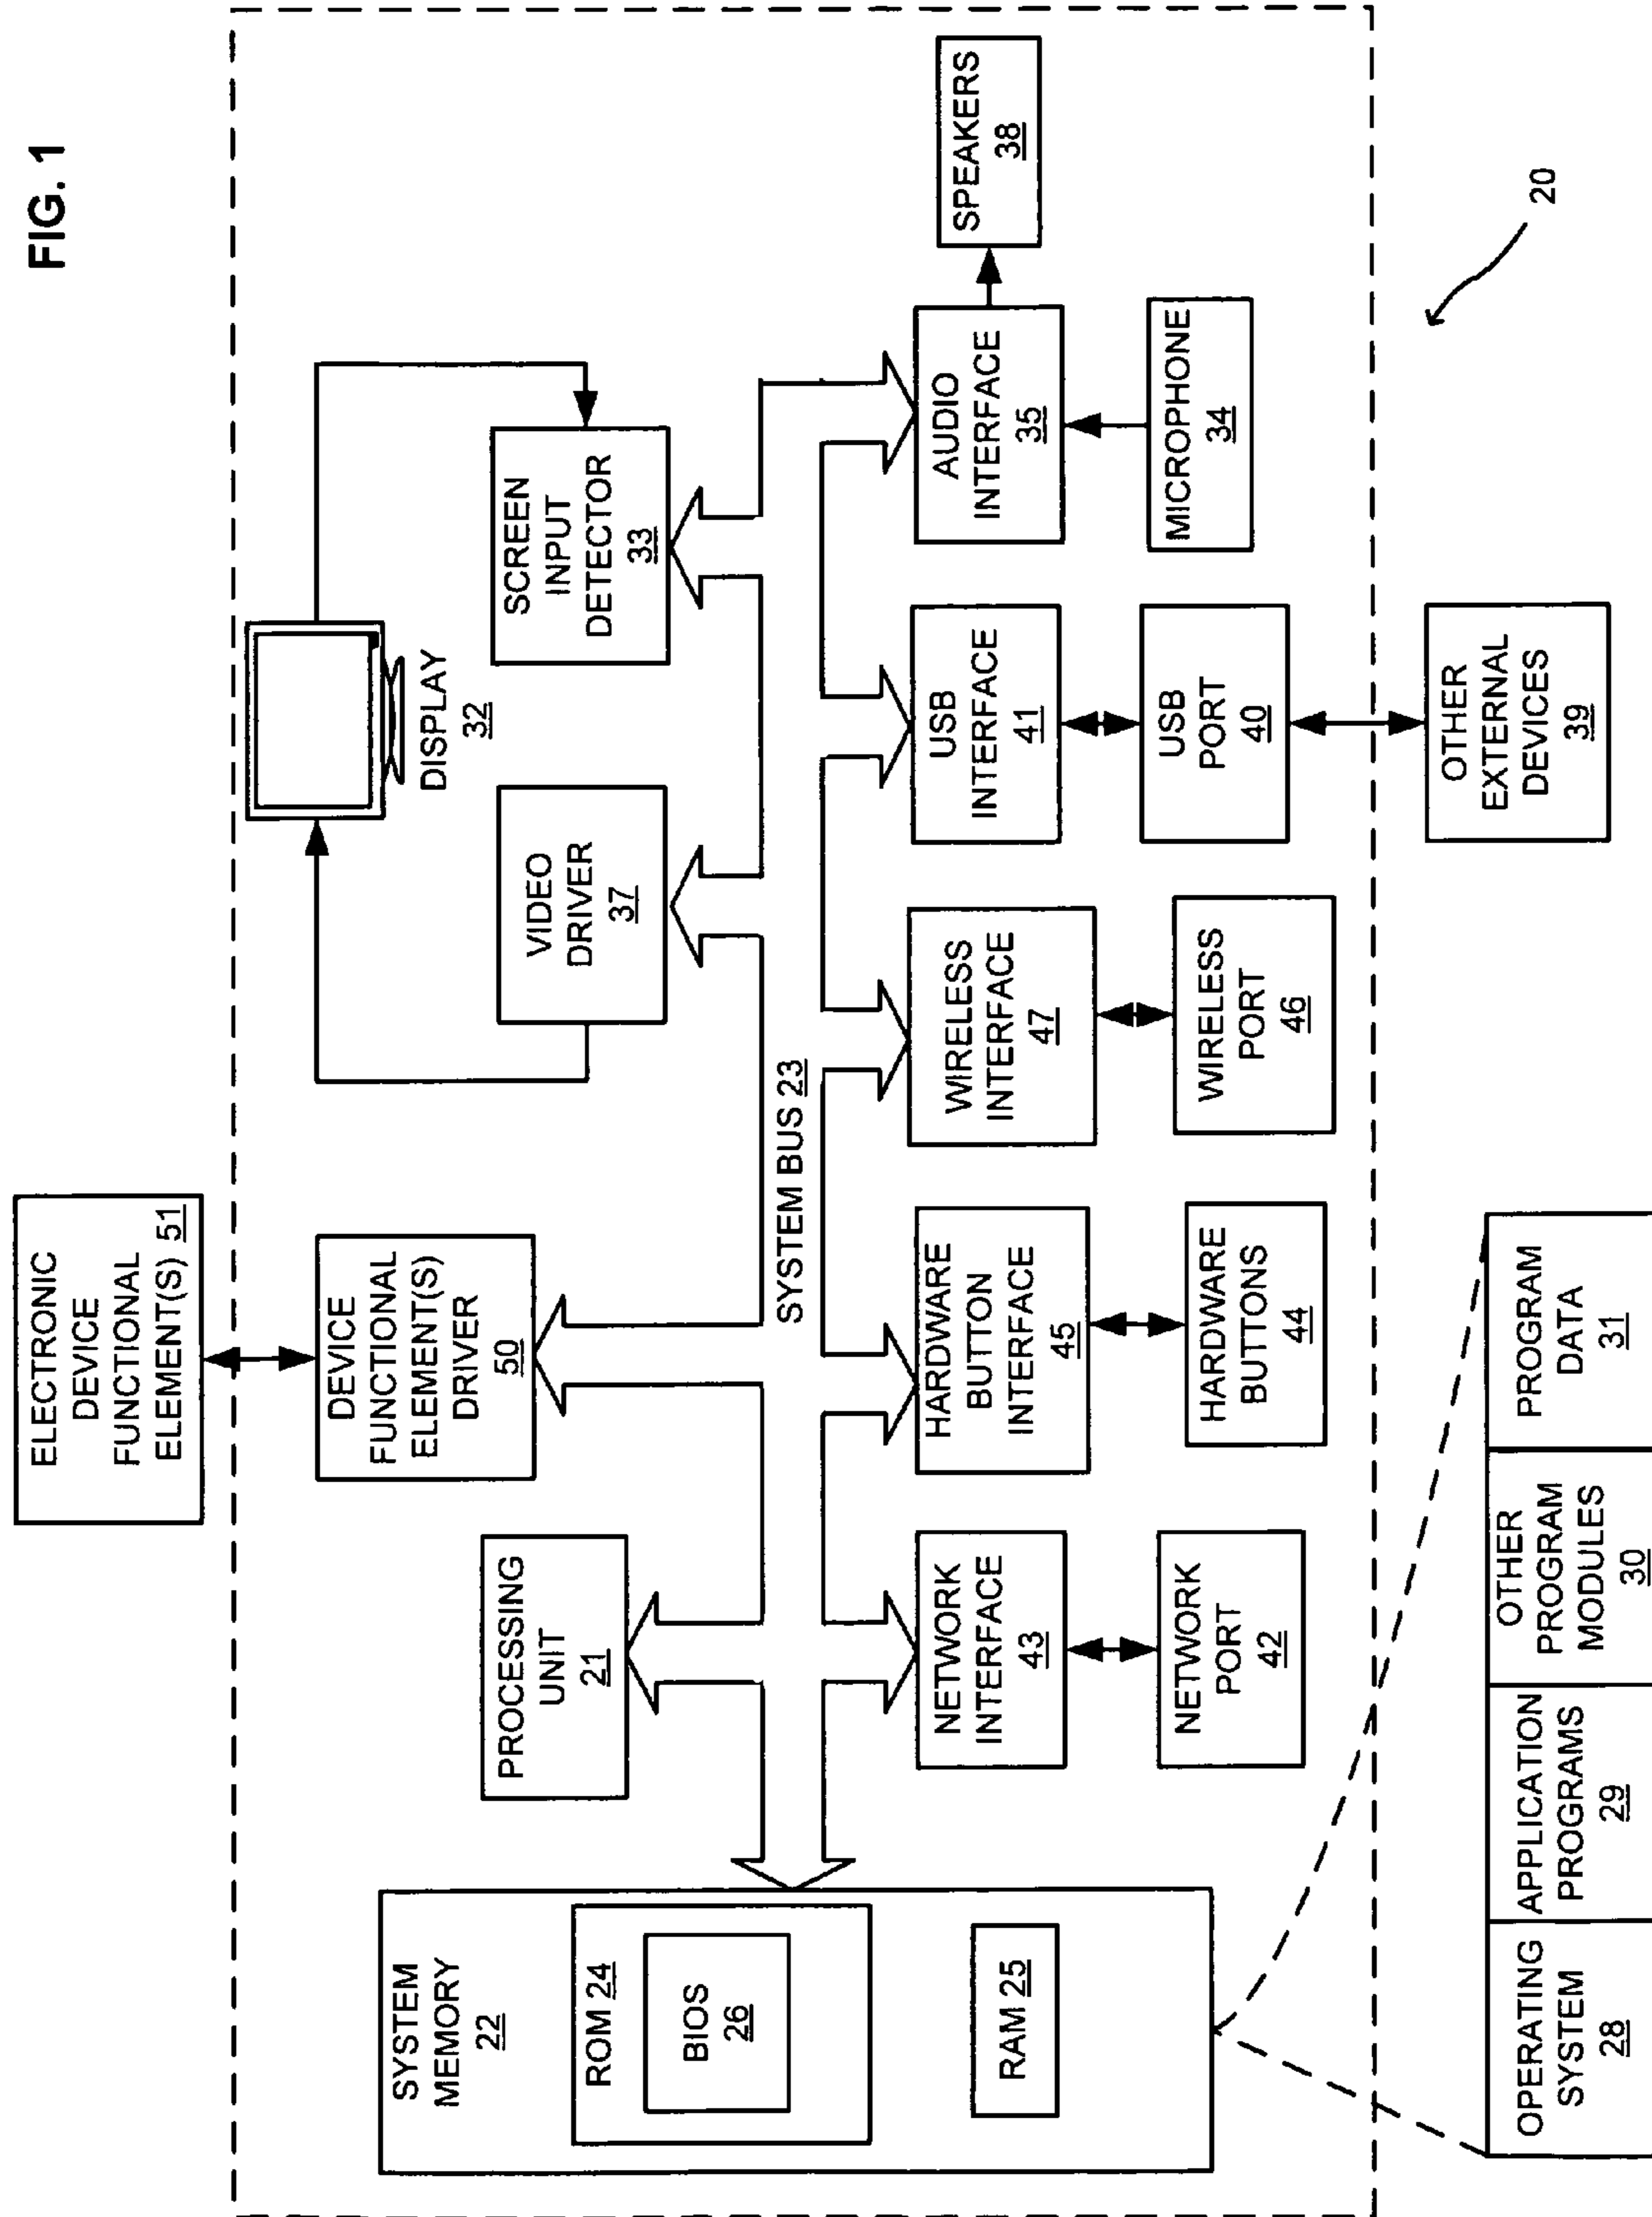 FIG. 1
ELECTRONIC
DEVICE
FUNCTIONAL
ELEMENT(S) 51
DISPLAY
32
DEVICE
FUNCTIONAL
ELEMENT(S)
DRIVER
50
PROCESSING
UNIT
21
VIDEO
DRIVER
37
SCREEN
INPUT
DETECTOR
33
SYSTEM
MEMORY
22
ROM 24
BIOS
26
RAM 25
SYSTEM BUS 23
NETWORK
INTERFACE
43
HARDWARE
BUTTON
INTERFACE
45
WIRELESS
INTERFACE
47
USB
INTERFACE
41
AUDIO
INTERFACE
35
SPEAKERS
38
NETWORK
PORT
42
HARDWARE
BUTTONS
44
WIRELESS
PORT
46
USB
PORT
40
MICROPHONE
34
OPERATING
SYSTEM
28
APPLICATION
PROGRAMS
29
OTHER
PROGRAM
MODULES
30
PROGRAM
DATA
31
OTHER
EXTERNAL
DEVICES
39
20